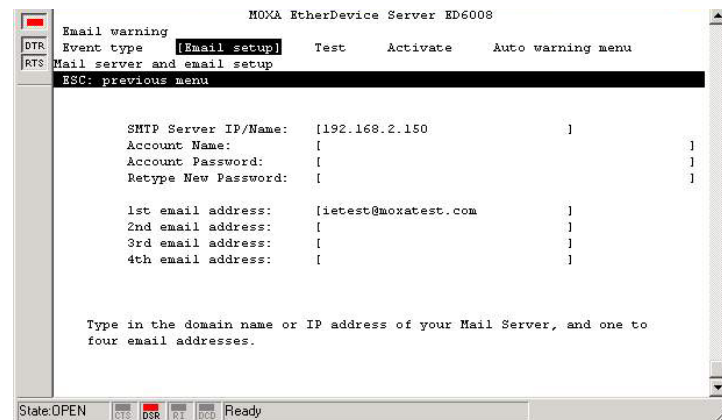 MOXA EtherDevice Server ED6008
Email warning
Event type [Email setup] Test Activate Auto warning menu
Mail server and email setup
ESC: previous menu
SMTP Server IP/Name: [192.168.2.150 ]
Account Name: [ ]
Account Password: [ ]
Retype New Password: [ ]
1st email address: [ietest@moxatest.com ]
2nd email address: [ ]
3rd email address: [ ]
4th email address: [ ]
Type in the domain name or IP address of your Mail Server, and one to
four email addresses.
DTR
RTS
State:OPEN CTS DSR RI DCD Ready